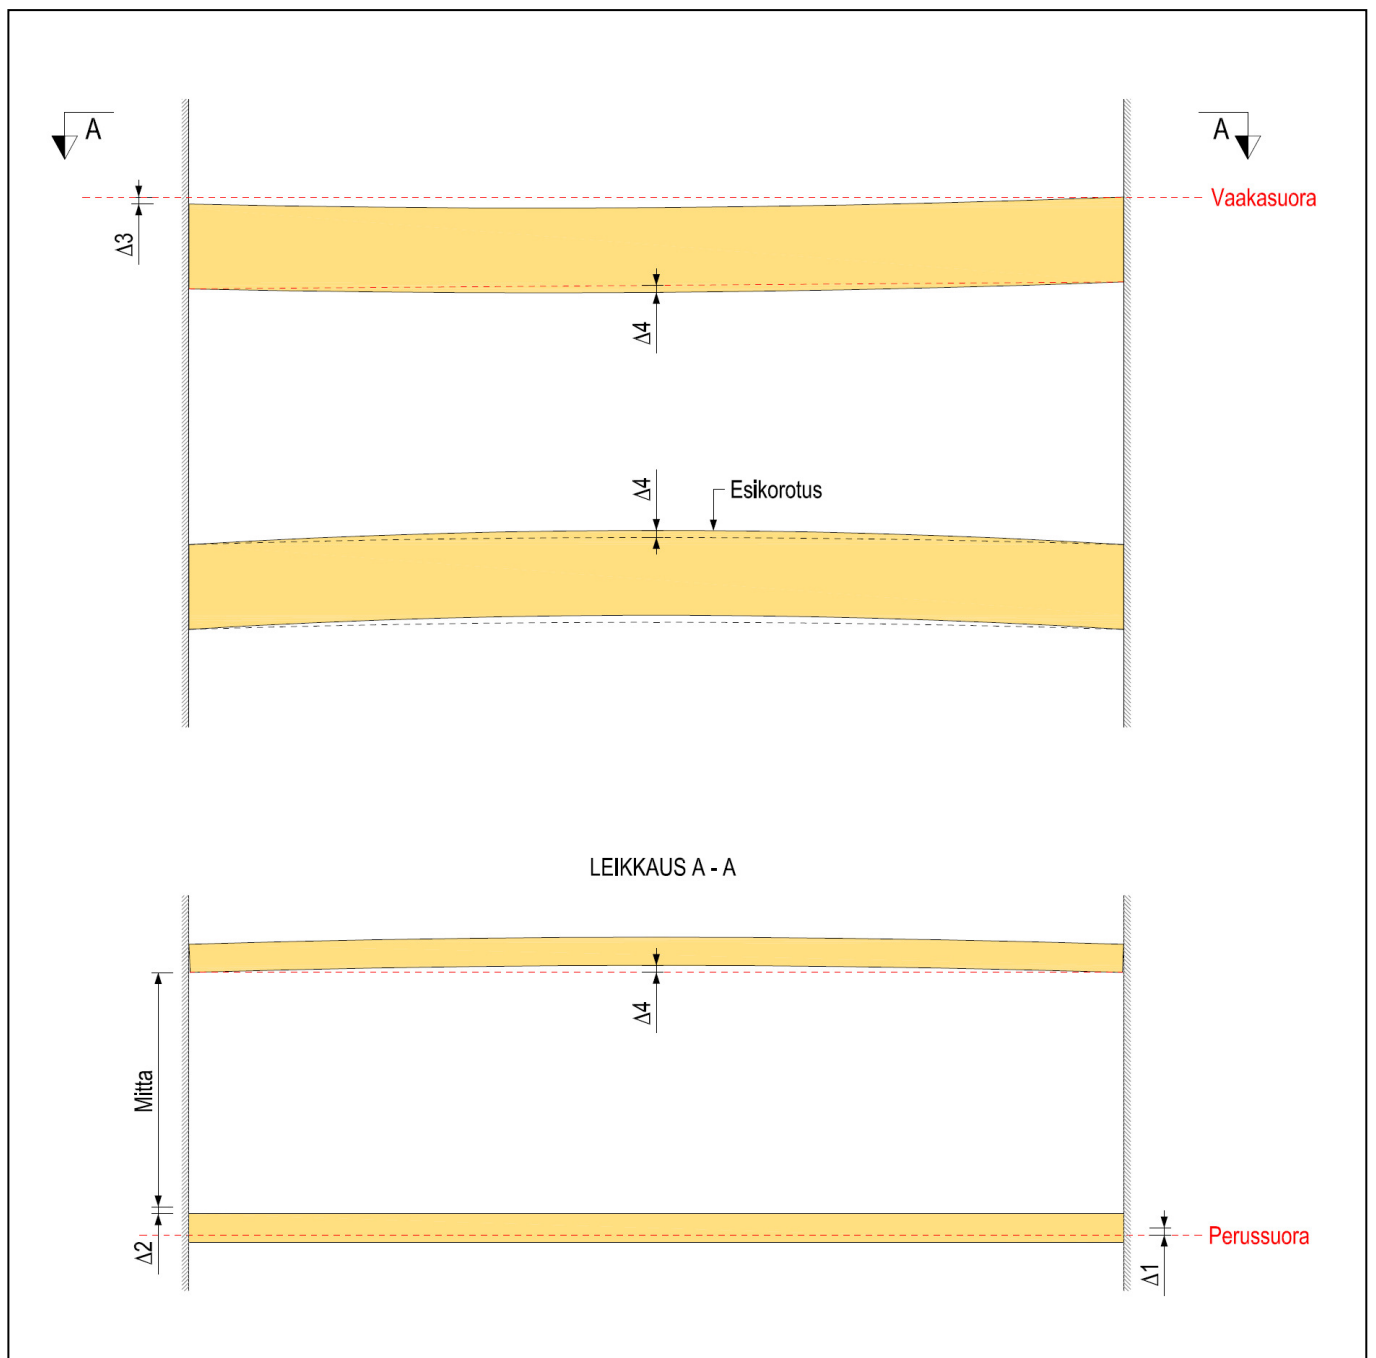 A
A
Vaakasuora
Δ3
Δ4
Δ4
Esikorotus
LEIKKAUS A - A
Δ4
Mitta
Δ2
Perussuora
Δ1